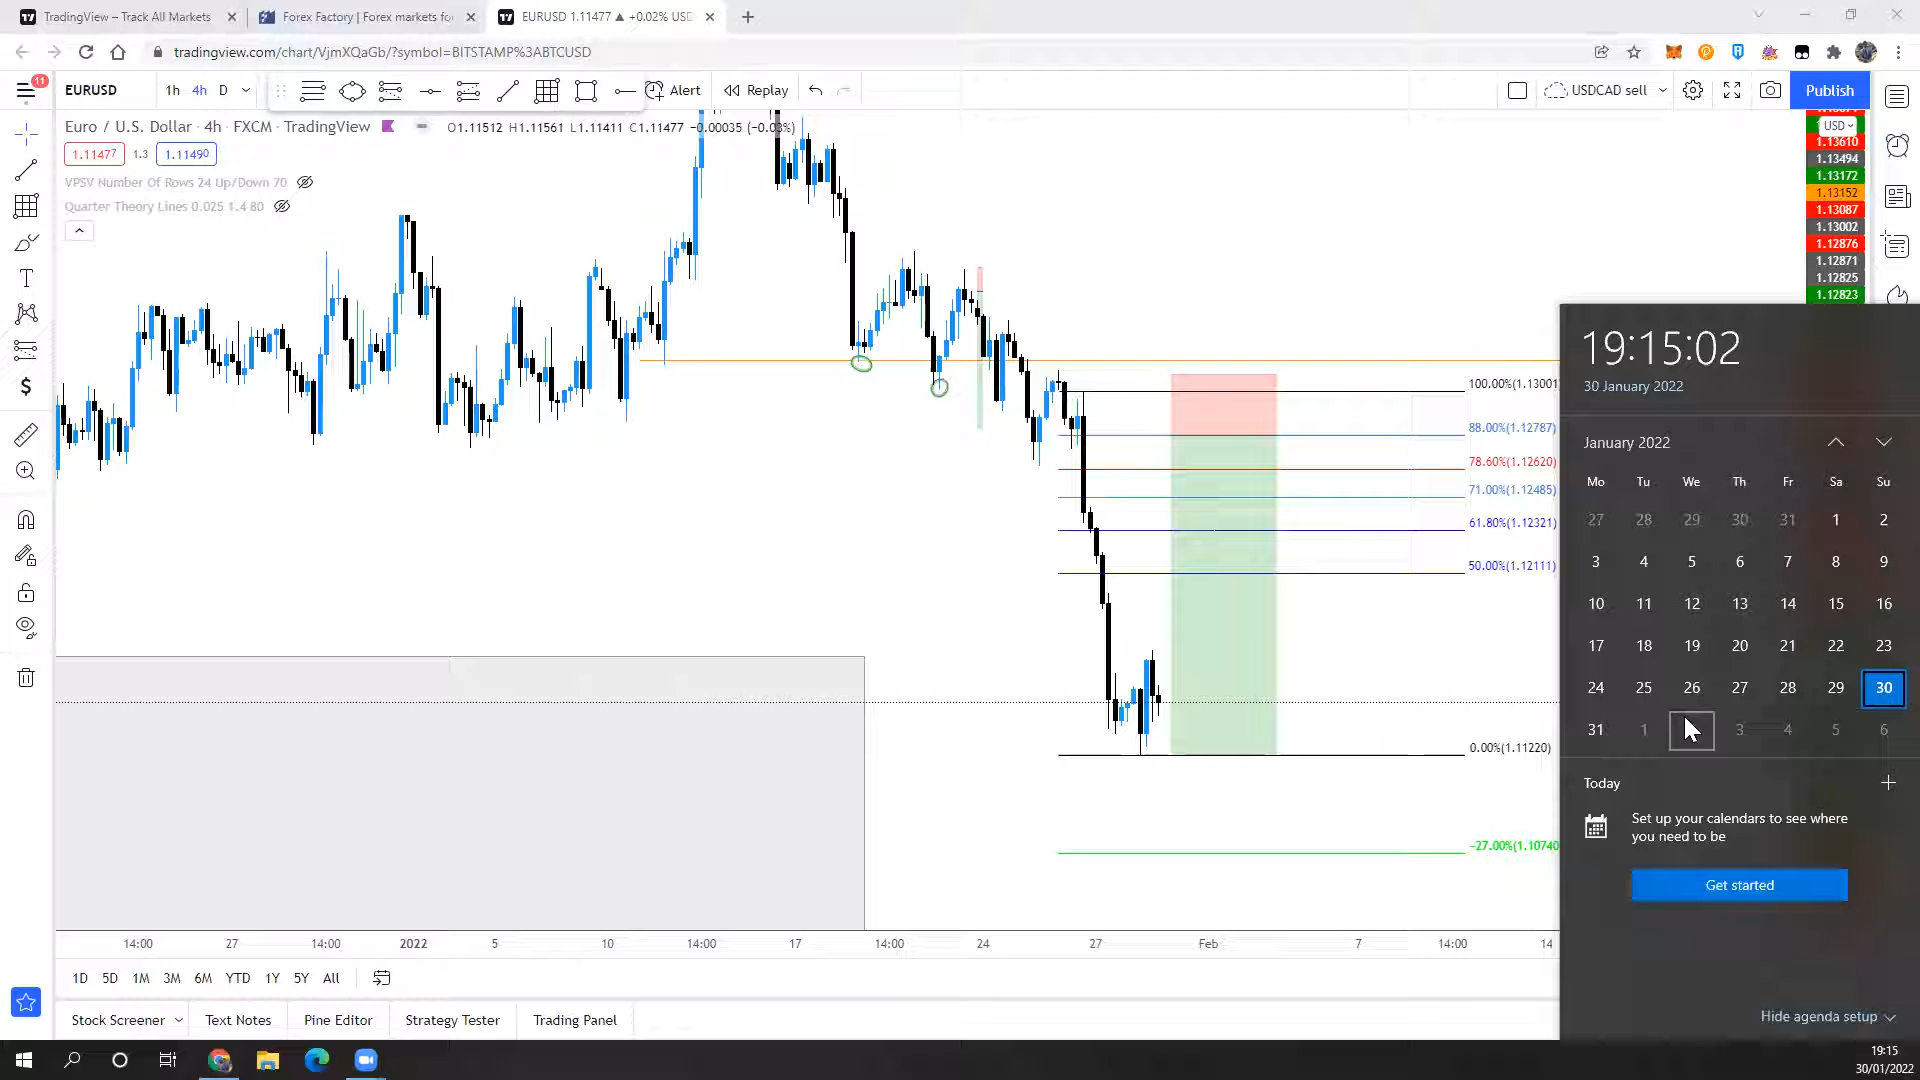 TradingView – Track All Markets
Forex Factory | Forex markets fo
EURUSD 1.11477 ▲ +0.02% USD
tradingview.com/chart/VjmXQaGb/?symbol=BITSTAMP%3ABTCUSD
11
EURUSD
1h 4h D
Alert
Replay
USDCAD sell
Publish
Euro / U.S. Dollar · 4h · FXCM · TradingView
O1.11512 H1.11561 L1.11411 C1.11477 −0.00035 (−0.03%)
1.11477 1.3 1.11490
VPSV Number Of Rows 24 Up/Down 70
Quarter Theory Lines 0.025 1.4 80
USD
1.13610
1.13494
1.13172
1.13152
1.13087
1.13002
1.12876
1.12871
1.12825
1.12823
100.00%(1.13001)
88.00%(1.12787)
78.60%(1.12620)
71.00%(1.12485)
61.80%(1.12321)
50.00%(1.12111)
0.00%(1.11220)
−27.00%(1.10740
19:15:02
30 January 2022
January 2022
Mo Tu We Th Fr Sa Su
27 28 29 30 31 1 2
3 4 5 6 7 8 9
10 11 12 13 14 15 16
17 18 19 20 21 22 23
24 25 26 27 28 29 30
31 1 3 4 5 6
Today
Set up your calendars to see where
you need to be
Get started
Hide agenda setup
14:00 27 14:00 2022 5 10 14:00 17 14:00 24 27 Feb 7 14:00 14
1D 5D 1M 3M 6M YTD 1Y 5Y All
Stock Screener Text Notes Pine Editor Strategy Tester Trading Panel
19:15
30/01/2022